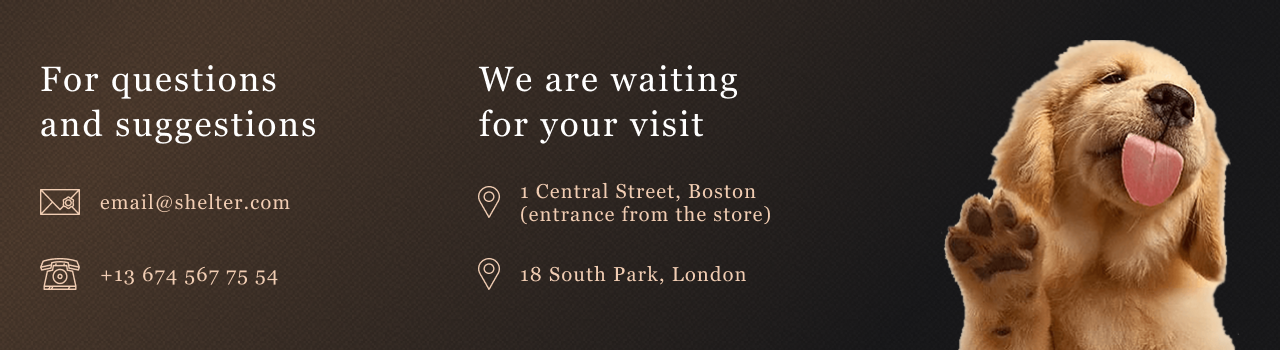 For questions
and suggestions
email@shelter.com
+13 674 567 75 54
We are waiting
for your visit
1 Central Street, Boston
(entrance from the store)
18 South Park, London